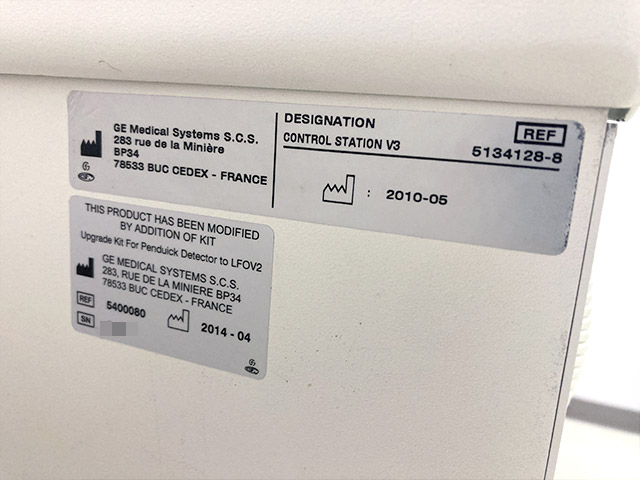 GE Medical Systems S.C.S.
283 rue de la Minière
BP34
78533 BUC CEDEX - FRANCE
DESIGNATION
CONTROL STATION V3
REF
5134128-8
: 2010-05
THIS PRODUCT HAS BEEN MODIFIED
BY ADDITION OF KIT
Upgrade Kit For Penduick Detector to LFOV2
GE MEDICAL SYSTEMS S.C.S.
283, RUE DE LA MINIERE BP34
78533 BUC CEDEX - FRANCE
REF 5400080
SN
2014 - 04